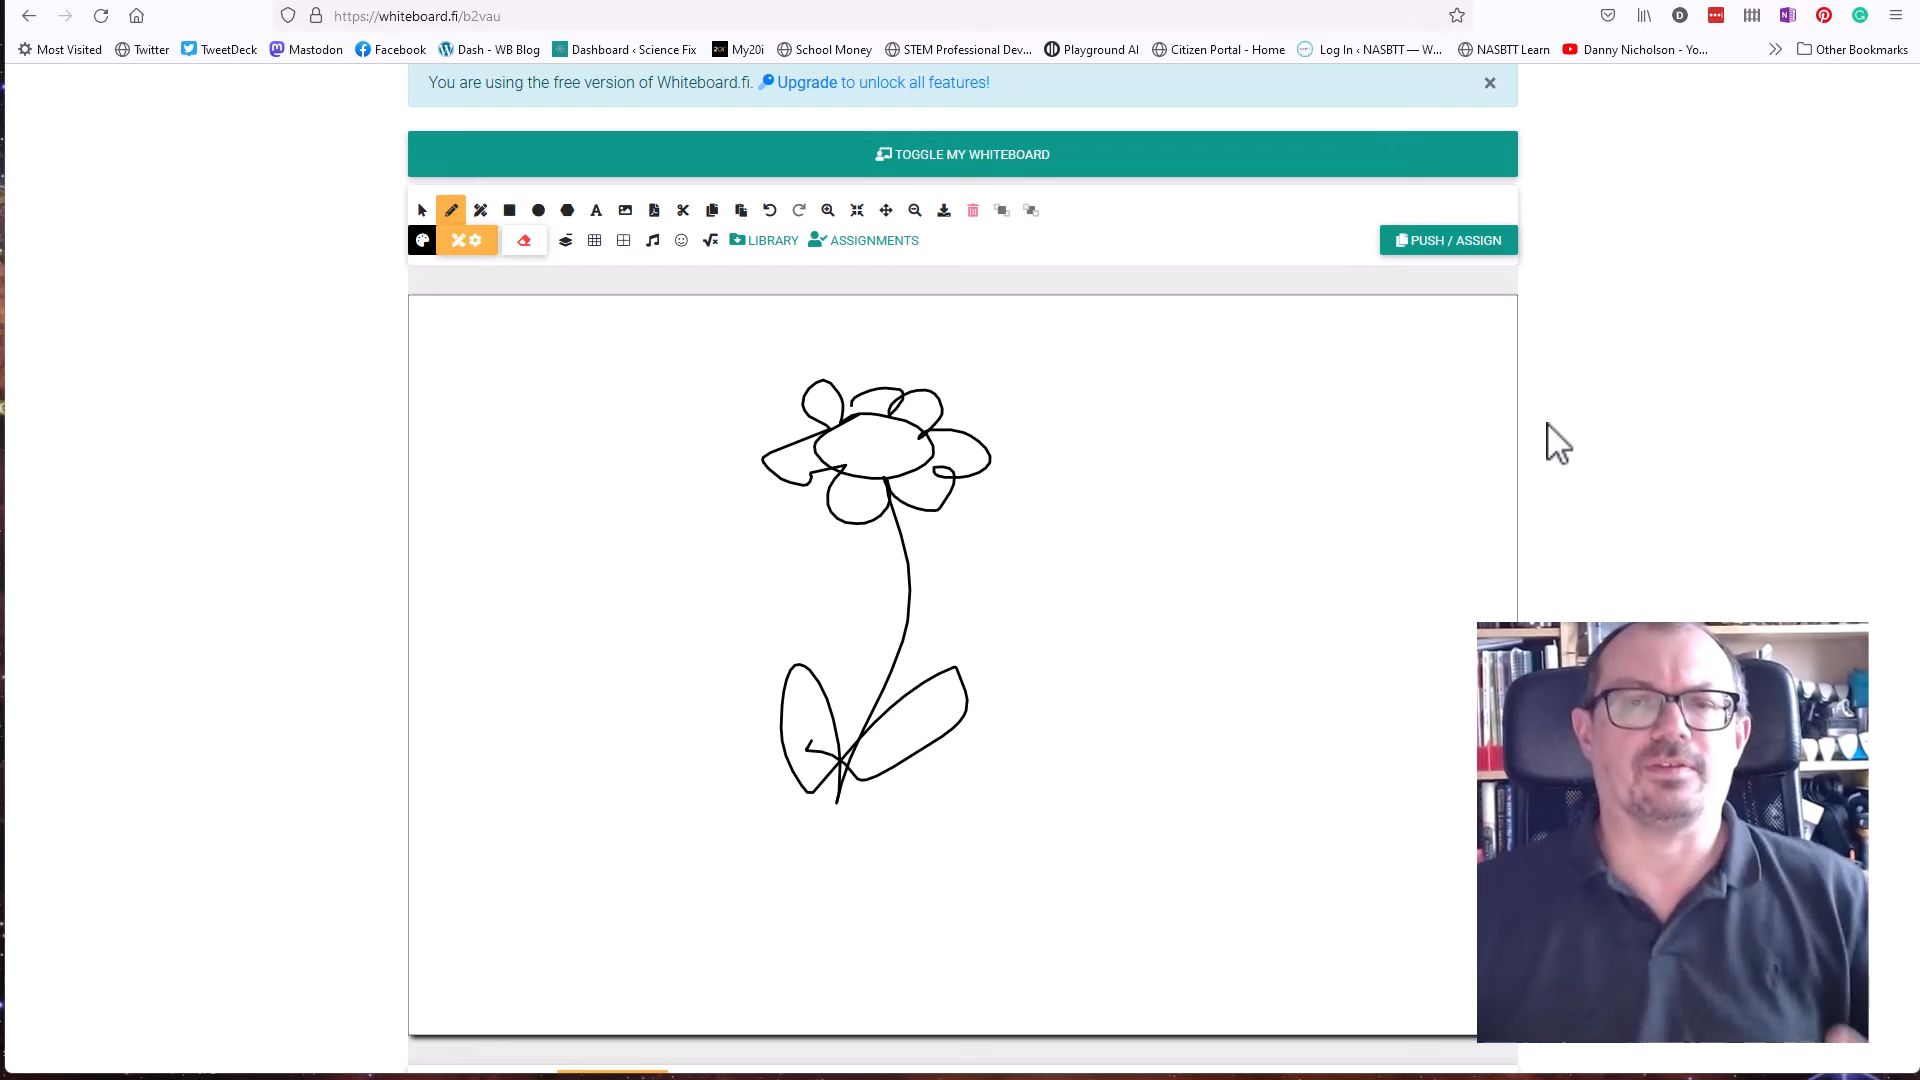 https://whiteboard.fi/b2vau
Most Visited Twitter TweetDeck Mastodon Facebook Dash - WB Blog Dashboard ‹ Science Fix My20i School Money STEM Professional Dev... Playground AI Citizen Portal - Home Log In ‹ NASBTT — W... NASBTT Learn Danny Nicholson - Yo... Other Bookmarks
You are using the free version of Whiteboard.fi. Upgrade to unlock all features!
TOGGLE MY WHITEBOARD
LIBRARY ASSIGNMENTS PUSH / ASSIGN